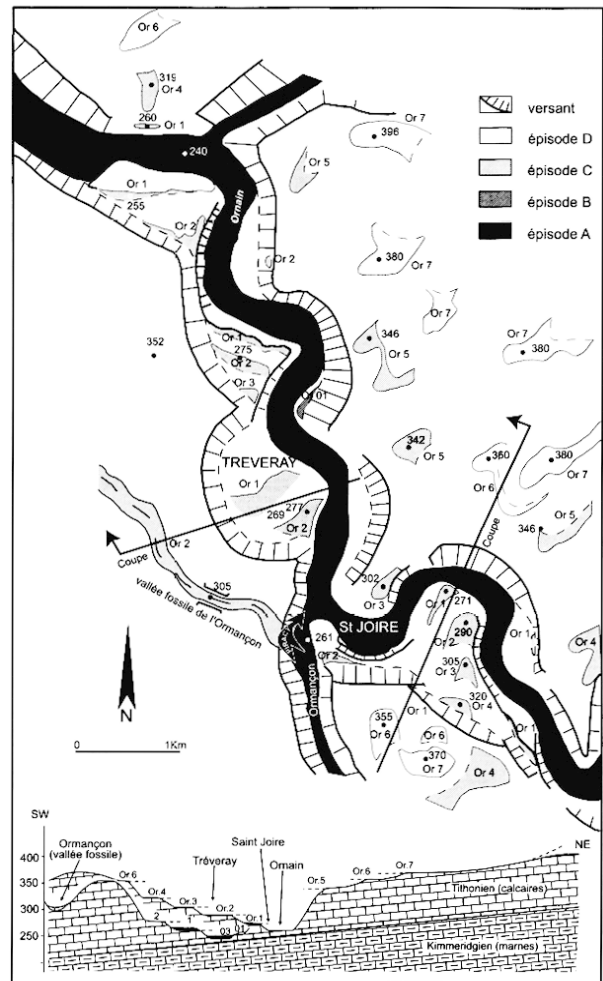 Or 6
319
Or 4
260
Or 1
240
Or 1
255
Or 2
Ornain
Or 2
Or 5
396
Or 7
versant
épisode D
épisode C
épisode B
épisode A
380
Or 7
Or 7
Or 7
380
352
Or 1
275
Or 2
Or 3
346
Or 5
Or 01
TREVERAY
Or 1
277
269
Or 2
342
Or 5
360
Or 6
380
Or 7
Or 5
346
Coupe
Coupe
Or 2
305
vallée fossile de l'Ormançon
302
Or 3
St JOIRE
261
Or 2
Ormançon
Or 1
271
290
Or 2
305
Or 3
320
Or 4
Or 1
Or 4
Or 1
Or 1
355
Or 6
Or 6
370
Or 7
Or 4
N
0 1Km
SW
NE
Ormançon
(vallée fossile)
Tréveray
Saint Joire
Ornain
400
350
300
250
Or.6
Or.4
Or.3
Or.2
Or.1
Or.5
Or.6
Or.7
2
1
03
01
Tithonien (calcaires)
Kimmeridgien (marnes)